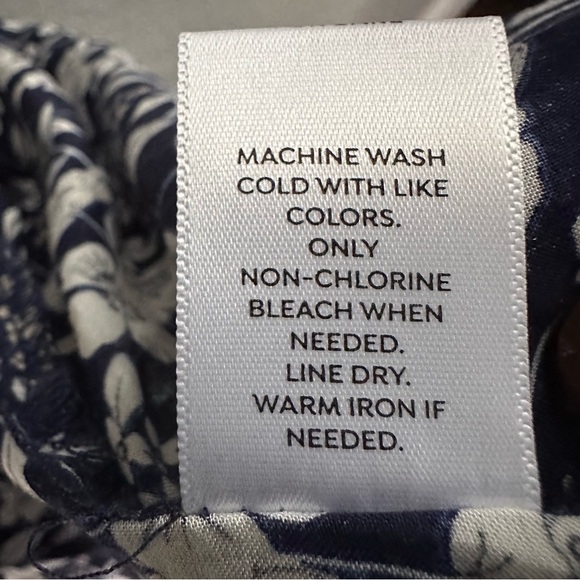 MACHINE WASH
COLD WITH LIKE
COLORS.
ONLY
NON-CHLORINE
BLEACH WHEN
NEEDED.
LINE DRY.
WARM IRON IF
NEEDED.